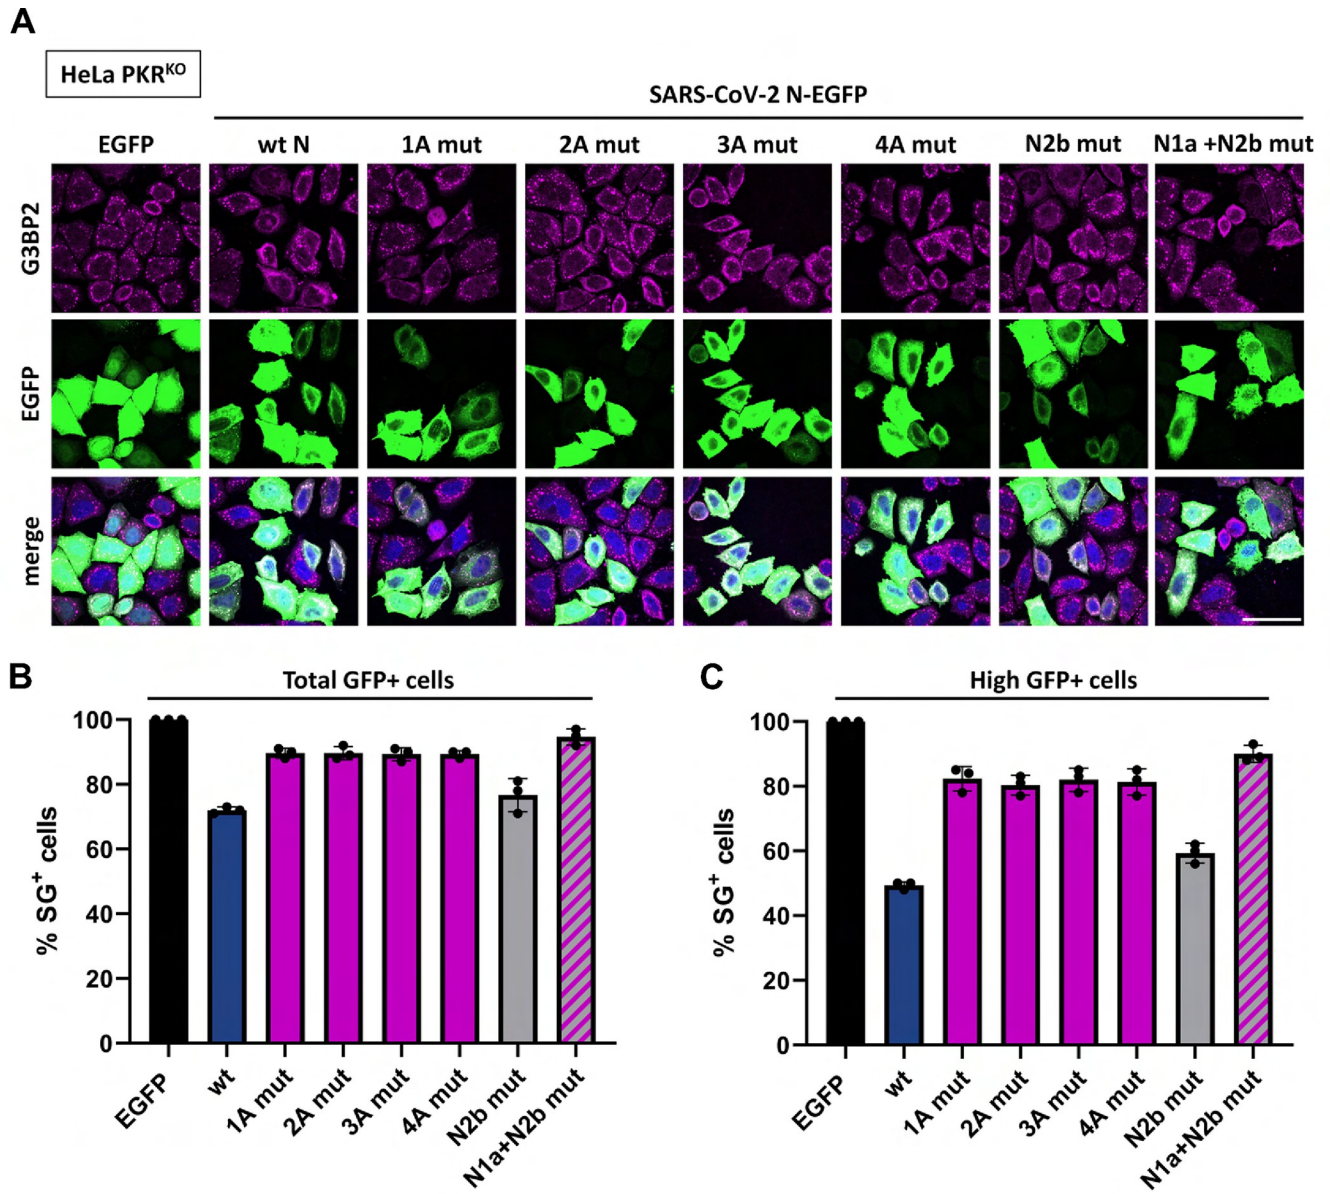 A
HeLa PKR^KO
SARS-CoV-2 N-EGFP
EGFP wt N 1A mut 2A mut 3A mut 4A mut N2b mut N1a +N2b mut
G3BP2
EGFP
merge
B
Total GFP+ cells
% SG+ cells
100
80
60
40
20
0
EGFP
wt
1A mut
2A mut
3A mut
4A mut
N2b mut
N1a+N2b mut
C
High GFP+ cells
% SG+ cells
100
80
60
40
20
0
EGFP
wt
1A mut
2A mut
3A mut
4A mut
N2b mut
N1a+N2b mut